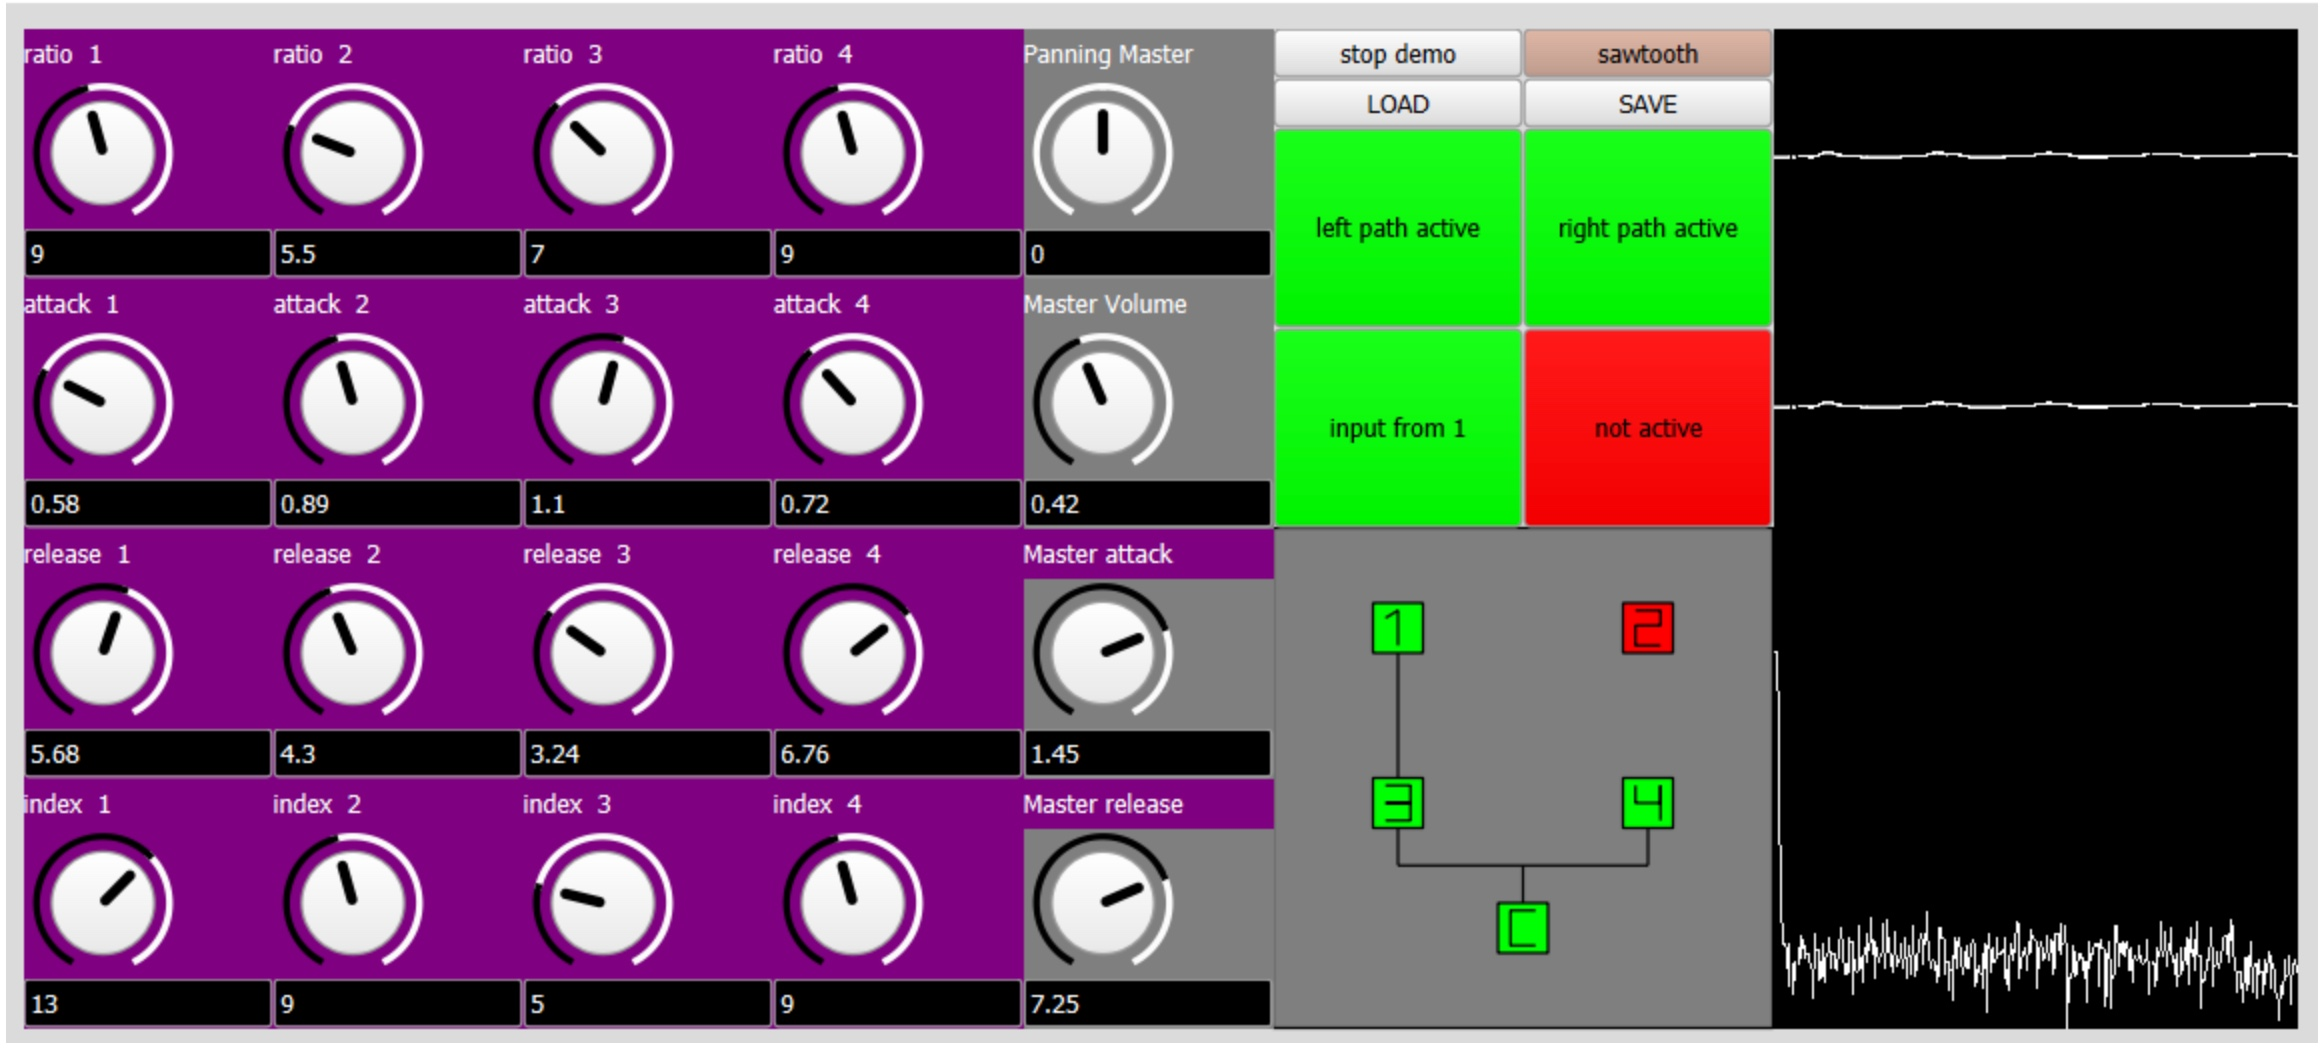 ratio 1 ratio 2 ratio 3 ratio 4 Panning Master stop demo sawtooth
LOAD SAVE
left path active right path active
9 5.5 7 9 0
attack 1 attack 2 attack 3 attack 4 Master Volume
input from 1 not active
0.58 0.89 1.1 0.72 0.42
release 1 release 2 release 3 release 4 Master attack
1 2
5.68 4.3 3.24 6.76 1.45
index 1 index 2 index 3 index 4 Master release
3 4
C
13 9 5 9 7.25